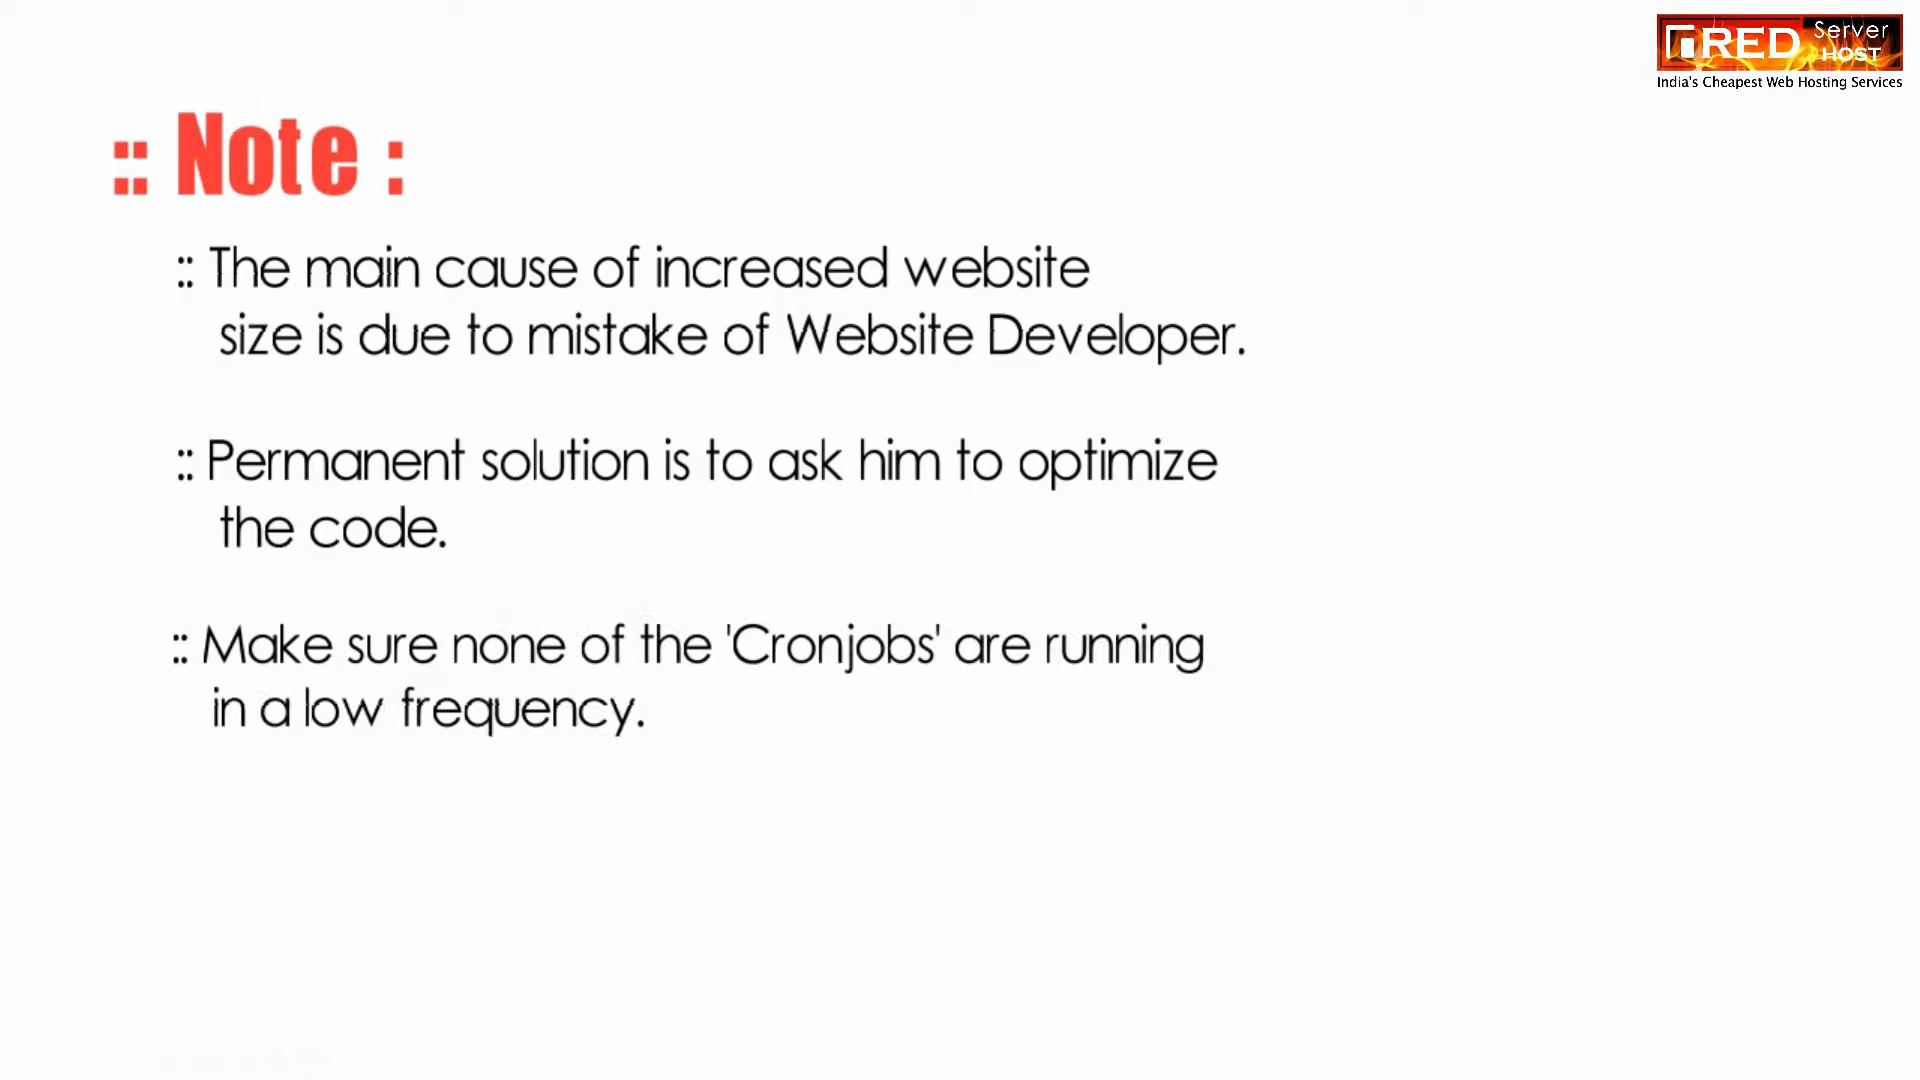 RED Server
HOST
India's Cheapest Web Hosting Services
:: Note :
:: The main cause of increased website
size is due to mistake of Website Developer.
:: Permanent solution is to ask him to optimize
the code.
:: Make sure none of the 'Cronjobs' are running
in a low frequency.